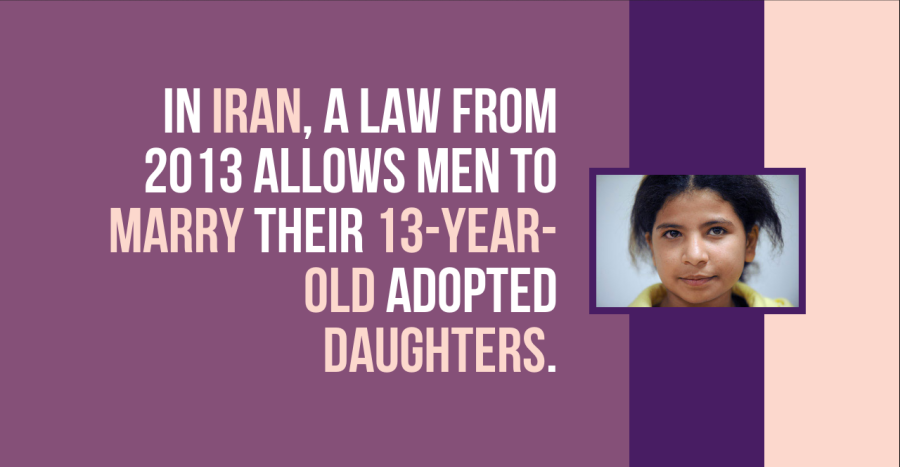 IN IRAN, A LAW FROM
2013 ALLOWS MEN TO
MARRY THEIR 13-YEAR-
OLD ADOPTED
DAUGHTERS.